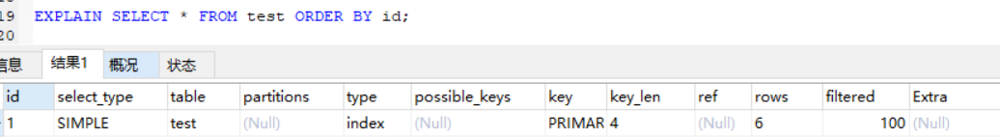 19 EXPLAIN SELECT * FROM test ORDER BY id;
20
信息 结果1 概况 状态
id select_type table partitions type possible_keys key key_len ref rows filtered Extra
1 SIMPLE test (Null) index (Null) PRIMAR 4 (Null) 6 100 (Null)